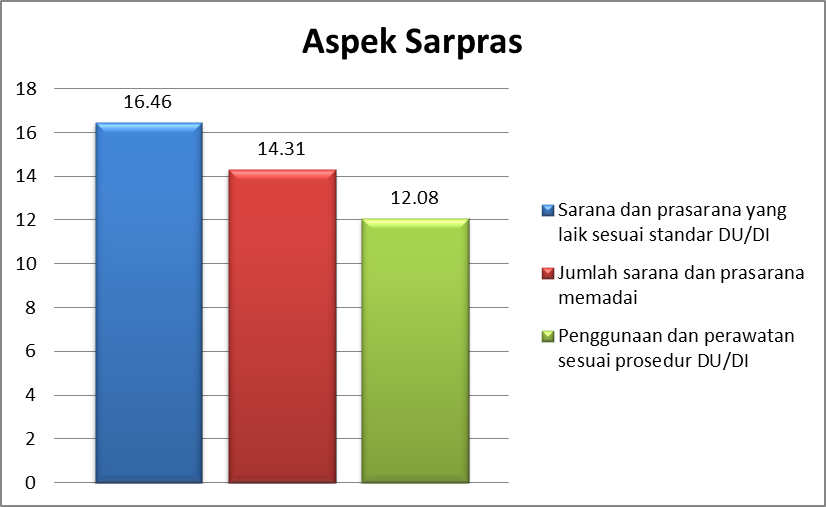 Aspek Sarpras
18
16
14
12
10
8
6
4
2
0
16.46
14.31
12.08
Sarana dan prasarana yang
laik sesuai standar DU/DI
Jumlah sarana dan prasarana
memadai
Penggunaan dan perawatan
sesuai prosedur DU/DI